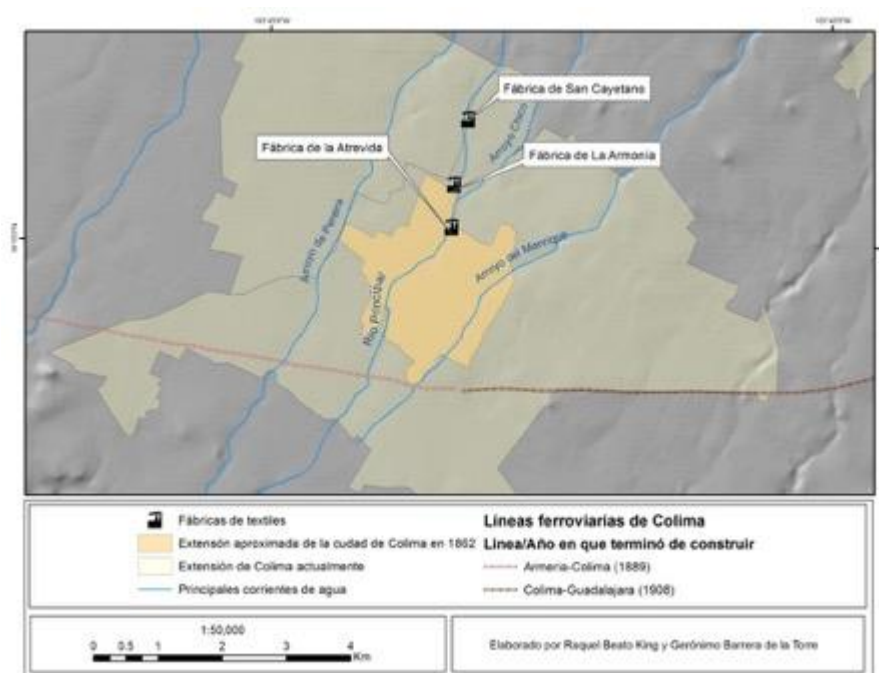 Fábrica de San Cayetano
Arroyo Chico
Fábrica de la Atrevida
Fábrica de La Armonía
Arroyo de Pereira
Arroyo del Manrique
Río Principal
Fábricas de textiles
Extensón aproximada de la cudad de Colima en 1862
Extensión de Colima actualmente
Principales corrientes de agua
Líneas ferroviarias de Colima
Linea/Año en que terminó de construir
Armería-Colima (1889)
Colima-Guadalajara (1908)
1:50,000
0 0.5 1 2 3 4
Km
Elaborado por Raquel Beato King y Gerónimo Barrera de la Torre